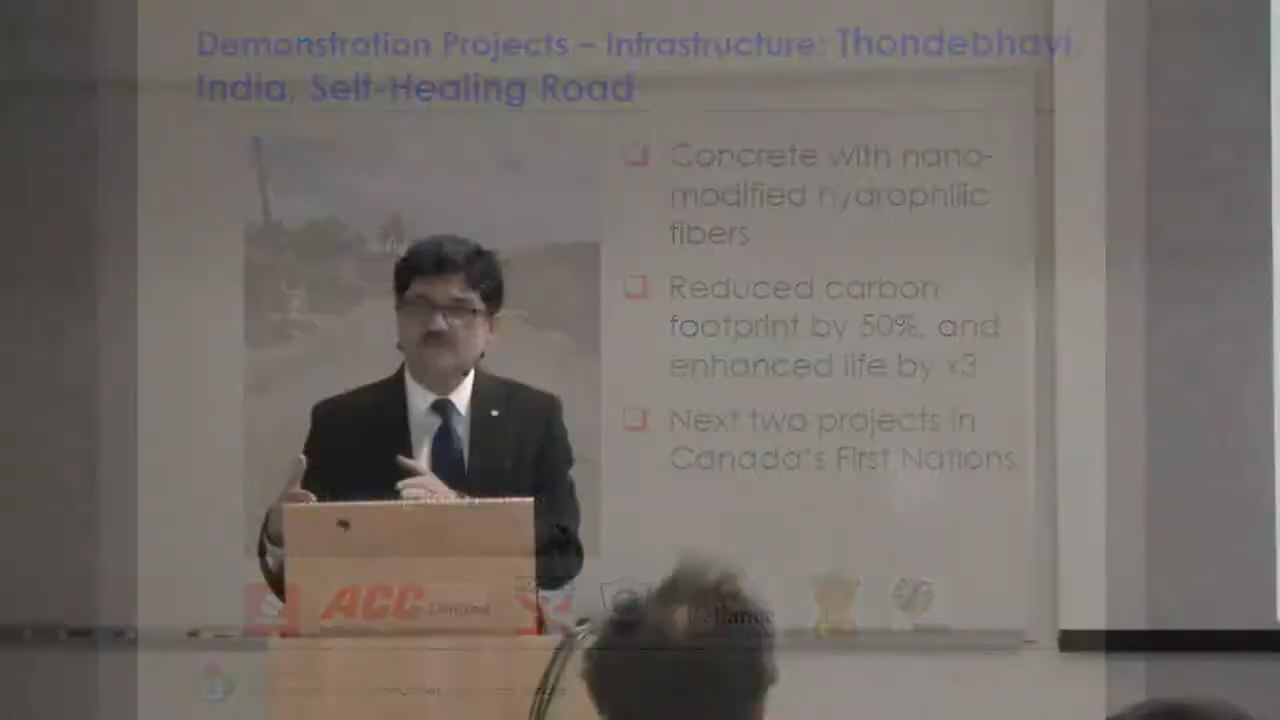 Demonstration Projects – Infrastructure: Thondebhavi,
India, Self-Healing Road
❑ Concrete with nano-
modified hydrophilic
fibers
❑ Reduced carbon
footprint by 50%, and
enhanced life by x3
❑ Next two projects in
Canada's First Nations
ACC Limited
Reliance